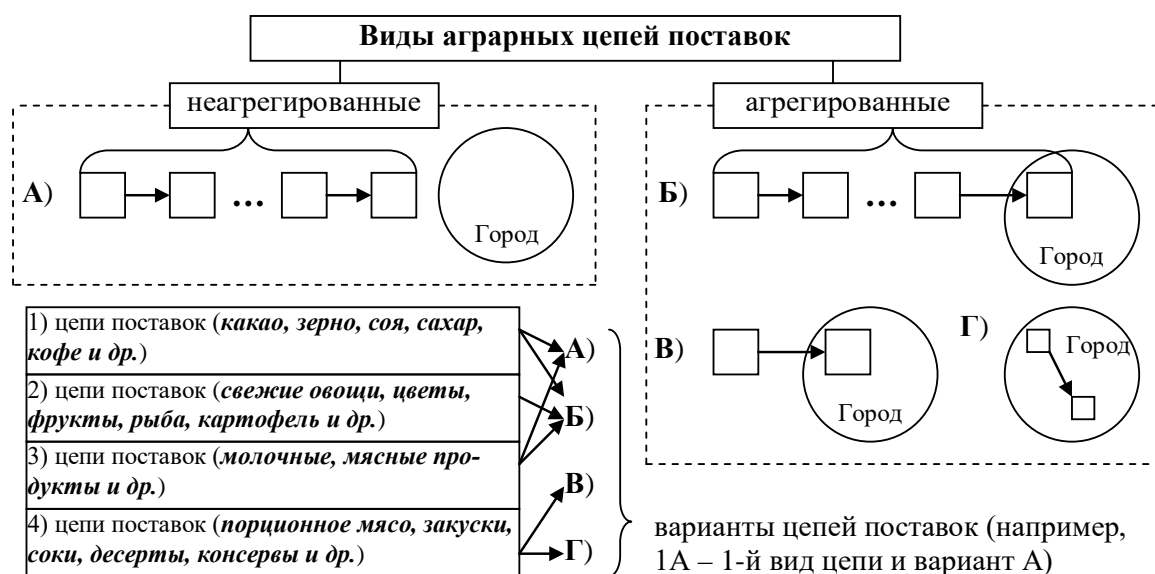 Виды аграрных цепей поставок
неагрегированные
агрегированные
А)
...
Город
Б)
...
Город
1) цепи поставок (какао, зерно, соя, сахар,
кофе и др.)
2) цепи поставок (свежие овощи, цветы,
фрукты, рыба, картофель и др.)
3) цепи поставок (молочные, мясные про-
дукты и др.)
4) цепи поставок (порционное мясо, закуски,
соки, десерты, консервы и др.)
А)
Б)
В)
Г)
В)
Город
Г)
Город
варианты цепей поставок (например,
1А – 1-й вид цепи и вариант А)